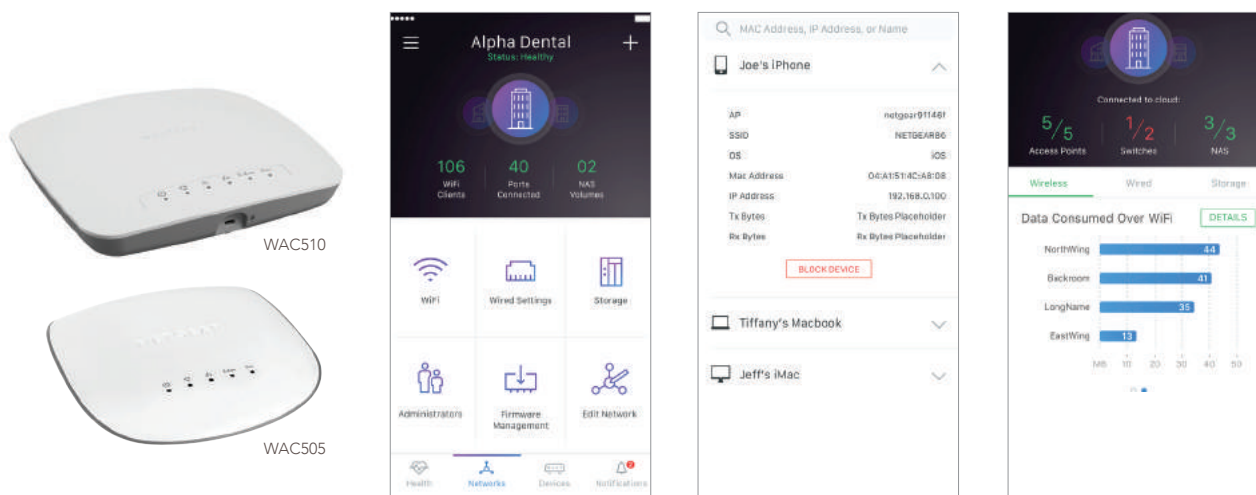 WAC510
WAC505
Alpha Dental
Status: Healthy
106
WiFi
Clients
40
Ports
Connected
02
NAS
Volumes
WiFi
Wired Settings
Storage
Administrators
Firmware
Management
Edit Network
Health
Networks
Devices
Notifications
2
MAC Address, IP Address, or Name
Joe's iPhone
AP netgear911461
SSID NETGEAR86
OS iOS
Mac Address 04:A1:51:4C:A8:08
IP Address 192.168.0.100
Tx Bytes Tx Bytes Placeholder
Rx Bytes Rx Bytes Placeholder
BLOCK DEVICE
Tiffany's Macbook
Jeff's iMac
Connected to cloud:
5/5
Access Points
1/2
Switches
3/3
NAS
Wireless Wired Storage
Data Consumed Over WiFi DETAILS
NorthWing 44
Backroom 41
LongName 35
EastWing 13
MB 10 20 30 40 50